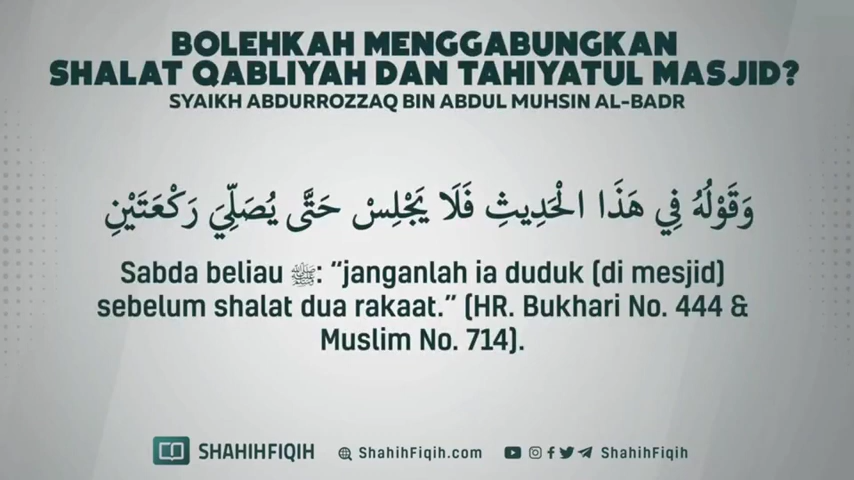 BOLEHKAH MENGGABUNGKAN
SHALAT QABLIYAH DAN TAHIYATUL MASJID?
SYAIKH ABDURROZZAQ BIN ABDUL MUHSIN AL-BADR
وَقَوْلُهُ فِي هَذَا الْحَدِيثِ فَلَا يَجْلِسْ حَتَّى يُصَلِّيَ رَكْعَتَيْنِ
Sabda beliau ﷺ: “janganlah ia duduk (di mesjid)
sebelum shalat dua rakaat.” (HR. Bukhari No. 444 &
Muslim No. 714).
SHAHIHFIQIH ShahihFiqih.com ShahihFiqih